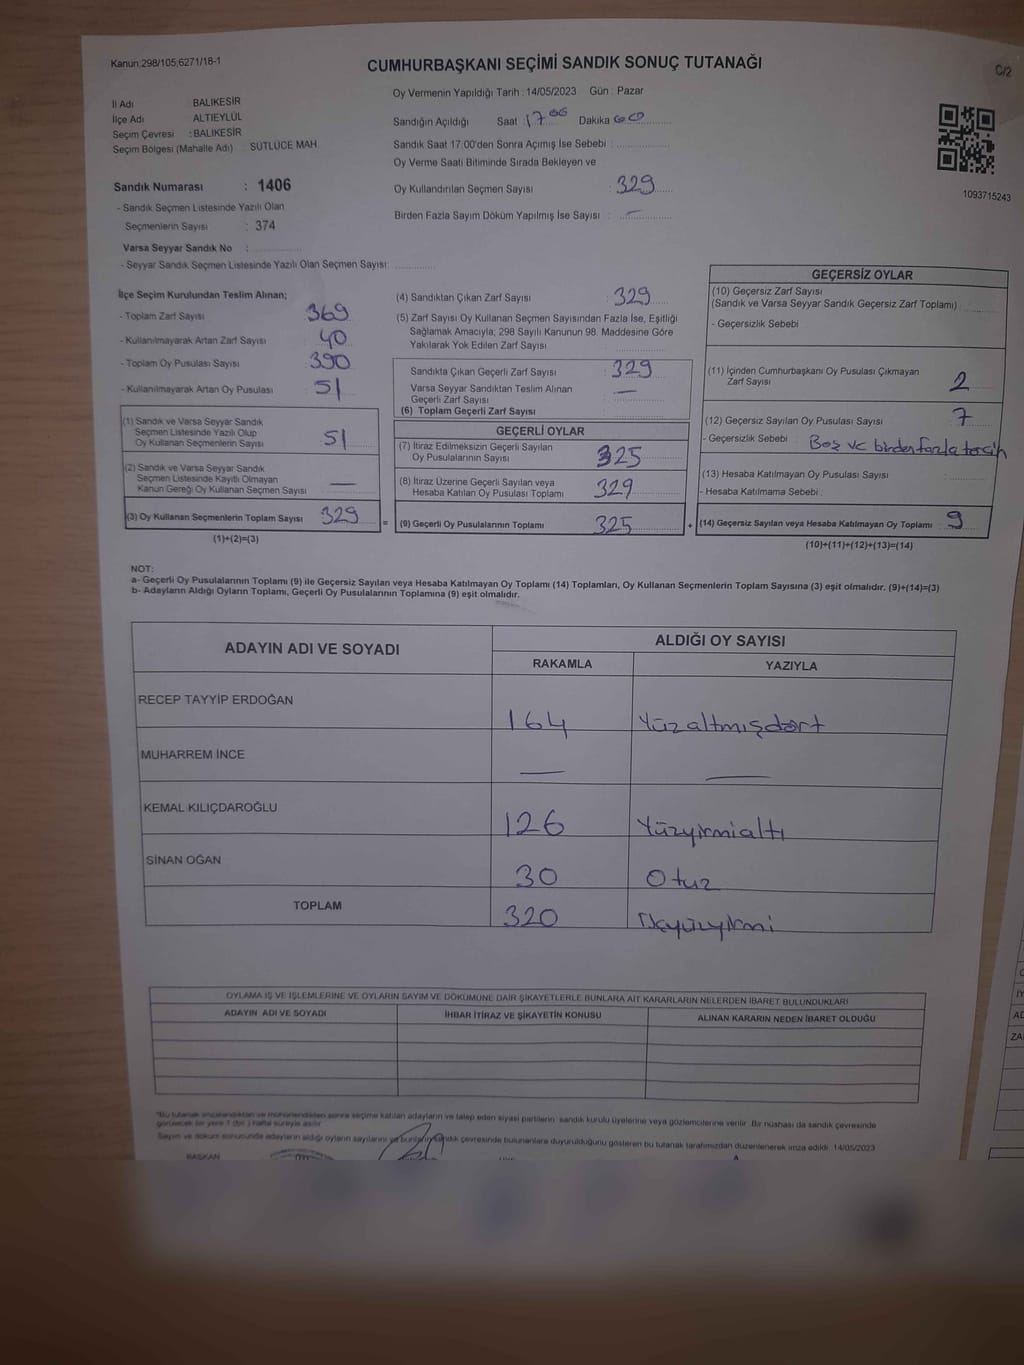 Kanun;298/105;6271/18-1
C/2
CUMHURBAŞKANI SEÇİMİ SANDIK SONUÇ TUTANAĞI
Oy Vermenin Yapıldığı Tarih : 14/05/2023 Gün : Pazar
İl Adı BALIKESİR
İlçe Adı ALTIEYLÜL
Seçim Çevresi : BALIKESİR
Seçim Bölgesi (Mahalle Adı) SÜTLÜCE MAH
Sandık Numarası : 1406
- Sandık Seçmen Listesinde Yazılı Olan
Seçmenlerin Sayısı : 374
Varsa Seyyar Sandık No :
- Seyyar Sandık Seçmen Listesinde Yazılı Olan Seçmen Sayısı:
Sandığın Açıldığı Saat : 17 00 Dakika 00
Sandık Saat 17:00'den Sonra Açımış İse Sebebi :
Oy Verme Saati Bitiminde Sırada Bekleyen ve
Oy Kullandırılan Seçmen Sayısı : 329
Birden Fazla Sayım Döküm Yapılmış İse Sayısı : —
1093715243
İlçe Seçim Kurulundan Teslim Alınan;
- Toplam Zarf Sayısı 369
- Kullanılmayarak Artan Zarf Sayısı 40
- Toplam Oy Pusulası Sayısı 390
- Kullanılmayarak Artan Oy Pusulası 51
(1) Sandık ve Varsa Seyyar Sandık
Seçmen Listesinde Yazılı Olup
Oy Kullanan Seçmenlerin Sayısı 51
(2) Sandık ve Varsa Seyyar Sandık
Seçmen Listesinde Kayıtlı Olmayan
Kanun Gereği Oy Kullanan Seçmen Sayısı —
(3) Oy Kullanan Seçmenlerin Toplam Sayısı 329 =
(1)+(2)=(3)
(4) Sandıktan Çıkan Zarf Sayısı : 329
(5) Zarf Sayısı Oy Kullanan Seçmen Sayısından Fazla İse, Eşitliği
Sağlamak Amacıyla; 298 Sayılı Kanunun 98. Maddesine Göre
Yakılarak Yok Edilen Zarf Sayısı
Sandıkta Çıkan Geçerli Zarf Sayısı : 329
Varsa Seyyar Sandıktan Teslim Alınan
Geçerli Zarf Sayısı : —
(6) Toplam Geçerli Zarf Sayısı
GEÇERLİ OYLAR
(7) İtiraz Edilmeksizin Geçerli Sayılan
Oy Pusulalarının Sayısı 325
(8) İtiraz Üzerine Geçerli Sayılan veya
Hesaba Katılan Oy Pusulası Toplamı 329
(9) Geçerli Oy Pusulalarının Toplamı 325 +
GEÇERSİZ OYLAR
(10) Geçersiz Zarf Sayısı
(Sandık ve Varsa Seyyar Sandık Geçersiz Zarf Toplamı)
- Geçersizlik Sebebi
(11) İçinden Cumhurbaşkanı Oy Pusulası Çıkmayan
Zarf Sayısı 2
(12) Geçersiz Sayılan Oy Pusulası Sayısı 7
- Geçersizlik Sebebi : Boş ve birden fazla tercih
(13) Hesaba Katılmayan Oy Pusulası Sayısı
- Hesaba Katılmama Sebebi :
(14) Geçersiz Sayılan veya Hesaba Katılmayan Oy Toplamı 9
(10)+(11)+(12)+(13)=(14)
NOT:
a- Geçerli Oy Pusulalarının Toplamı (9) ile Geçersiz Sayılan veya Hesaba Katılmayan Oy Toplamı (14) Toplamları, Oy Kullanan Seçmenlerin Toplam Sayısına (3) eşit olmalıdır. (9)+(14)=(3)
b- Adayların Aldığı Oyların Toplamı, Geçerli Oy Pusulalarının Toplamına (9) eşit olmalıdır.
ADAYIN ADI VE SOYADI
ALDIĞI OY SAYISI
RAKAMLA YAZIYLA
RECEP TAYYİP ERDOĞAN 164 Yüzaltmışdört
MUHARREM İNCE — —
KEMAL KILIÇDAROĞLU 126 Yüzyirmialtı
SİNAN OĞAN 30 Otuz
TOPLAM 320
OYLAMA İŞ VE İŞLEMLERİNE VE OYLARIN SAYIM VE DÖKÜMÜNE DAİR ŞİKAYETLERLE BUNLARA AİT KARARLARIN NELERDEN İBARET BULUNDUKLARI
ADAYIN ADI VE SOYADI İHBAR İTİRAZ VE ŞİKAYETİN KONUSU ALINAN KARARIN NEDEN İBARET OLDUĞU
*Bu tutanak imzalandıktan ve mühürlendikten sonra seçime katılan adayların ve talep eden siyasi partilerin sandık kurulu üyelerine veya gözlemcilerine verilir. Bir nüshası da sandık çevresinde
görülecek bir yere 1 (bir) hafta süreyle asılır.
Sayım ve döküm sonucunda adayların aldığı oyların sayılarını ve bunların sandık çevresinde bulunanlara duyurulduğunu gösteren bu tutanak tarafımızdan düzenlenerek imza edildi. 14/05/2023
BAŞKAN